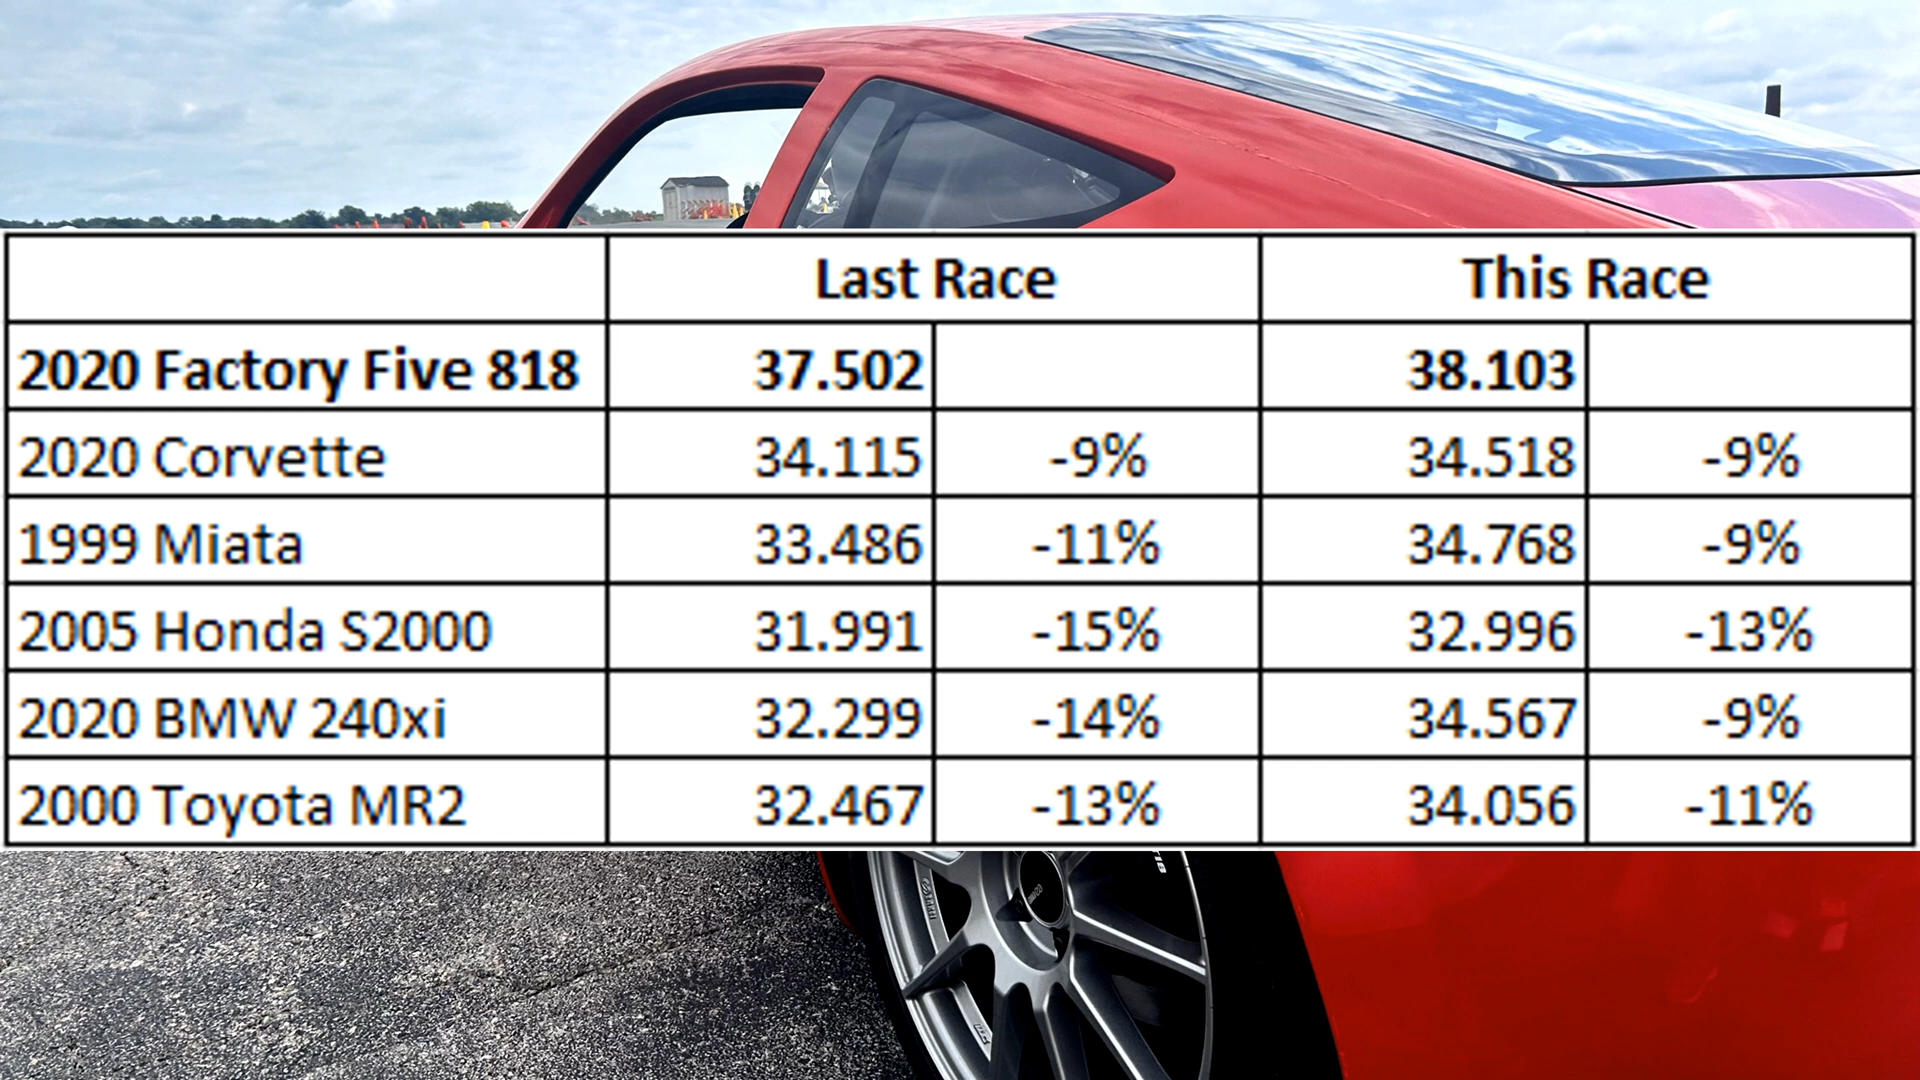 Last Race This Race
2020 Factory Five 818 37.502 38.103
2020 Corvette 34.115 -9% 34.518 -9%
1999 Miata 33.486 -11% 34.768 -9%
2005 Honda S2000 31.991 -15% 32.996 -13%
2020 BMW 240xi 32.299 -14% 34.567 -9%
2000 Toyota MR2 32.467 -13% 34.056 -11%